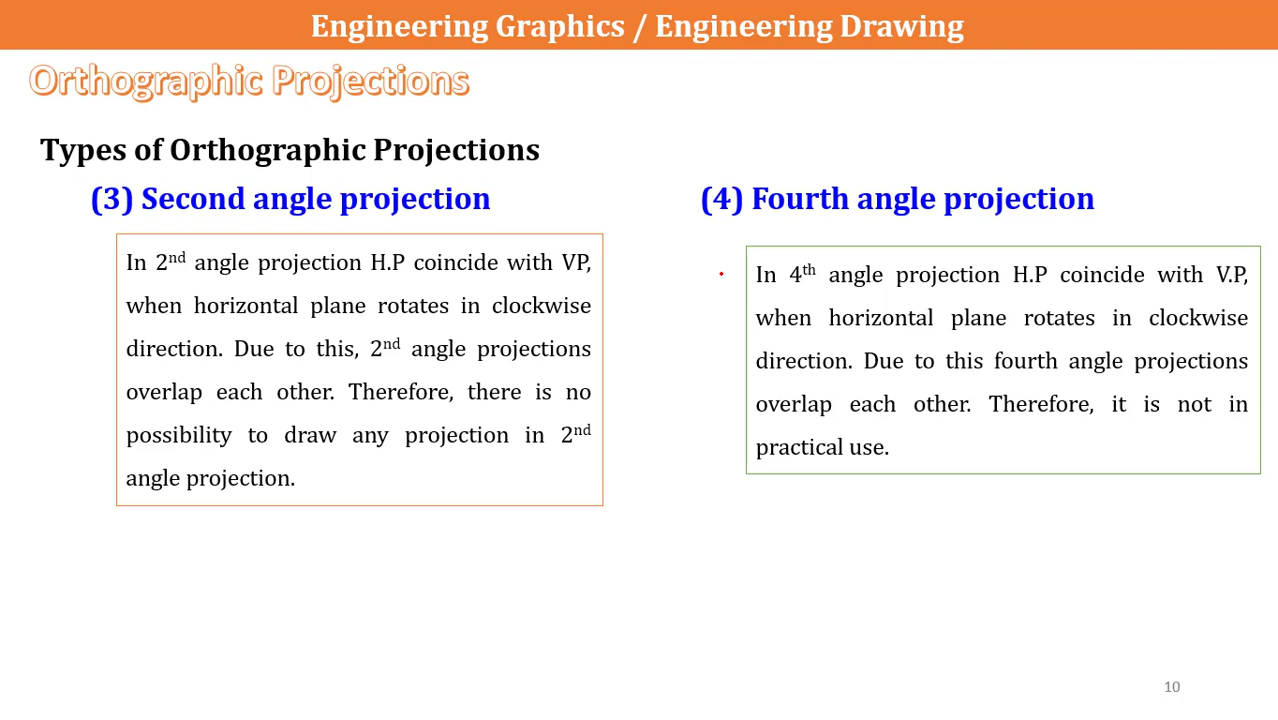 Engineering Graphics / Engineering Drawing
Orthographic Projections
Types of Orthographic Projections
(3) Second angle projection
In 2nd angle projection H.P coincide with VP,
when horizontal plane rotates in clockwise
direction. Due to this, 2nd angle projections
overlap each other. Therefore, there is no
possibility to draw any projection in 2nd
angle projection.
(4) Fourth angle projection
In 4th angle projection H.P coincide with V.P,
when horizontal plane rotates in clockwise
direction. Due to this fourth angle projections
overlap each other. Therefore, it is not in
practical use.
10